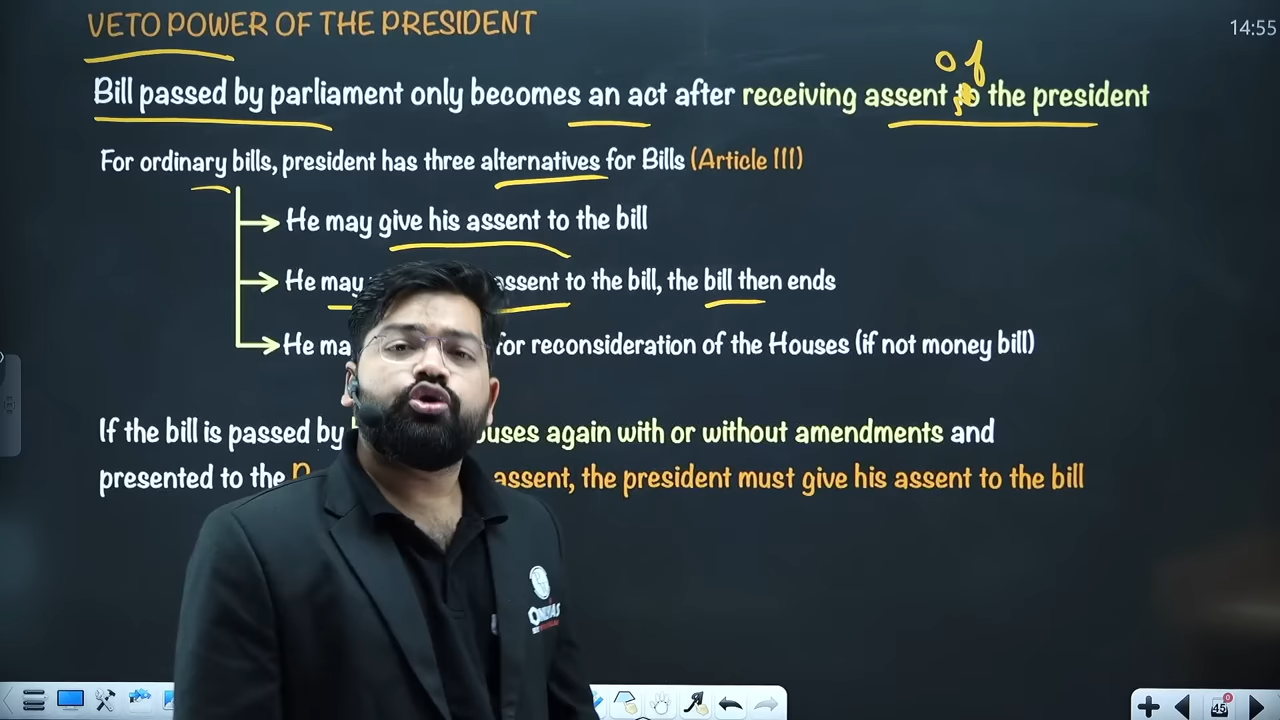 VETO POWER OF THE PRESIDENT
14:55
of
Bill passed by parliament only becomes an act after receiving assent the president
For ordinary bills, president has three alternatives for Bills (Article 111)
He may give his assent to the bill
He may assent to the bill, the bill then ends
He ma for reconsideration of the Houses (if not money bill)
If the bill is passed by uses again with or without amendments and
presented to the assent, the president must give his assent to the bill
45
0